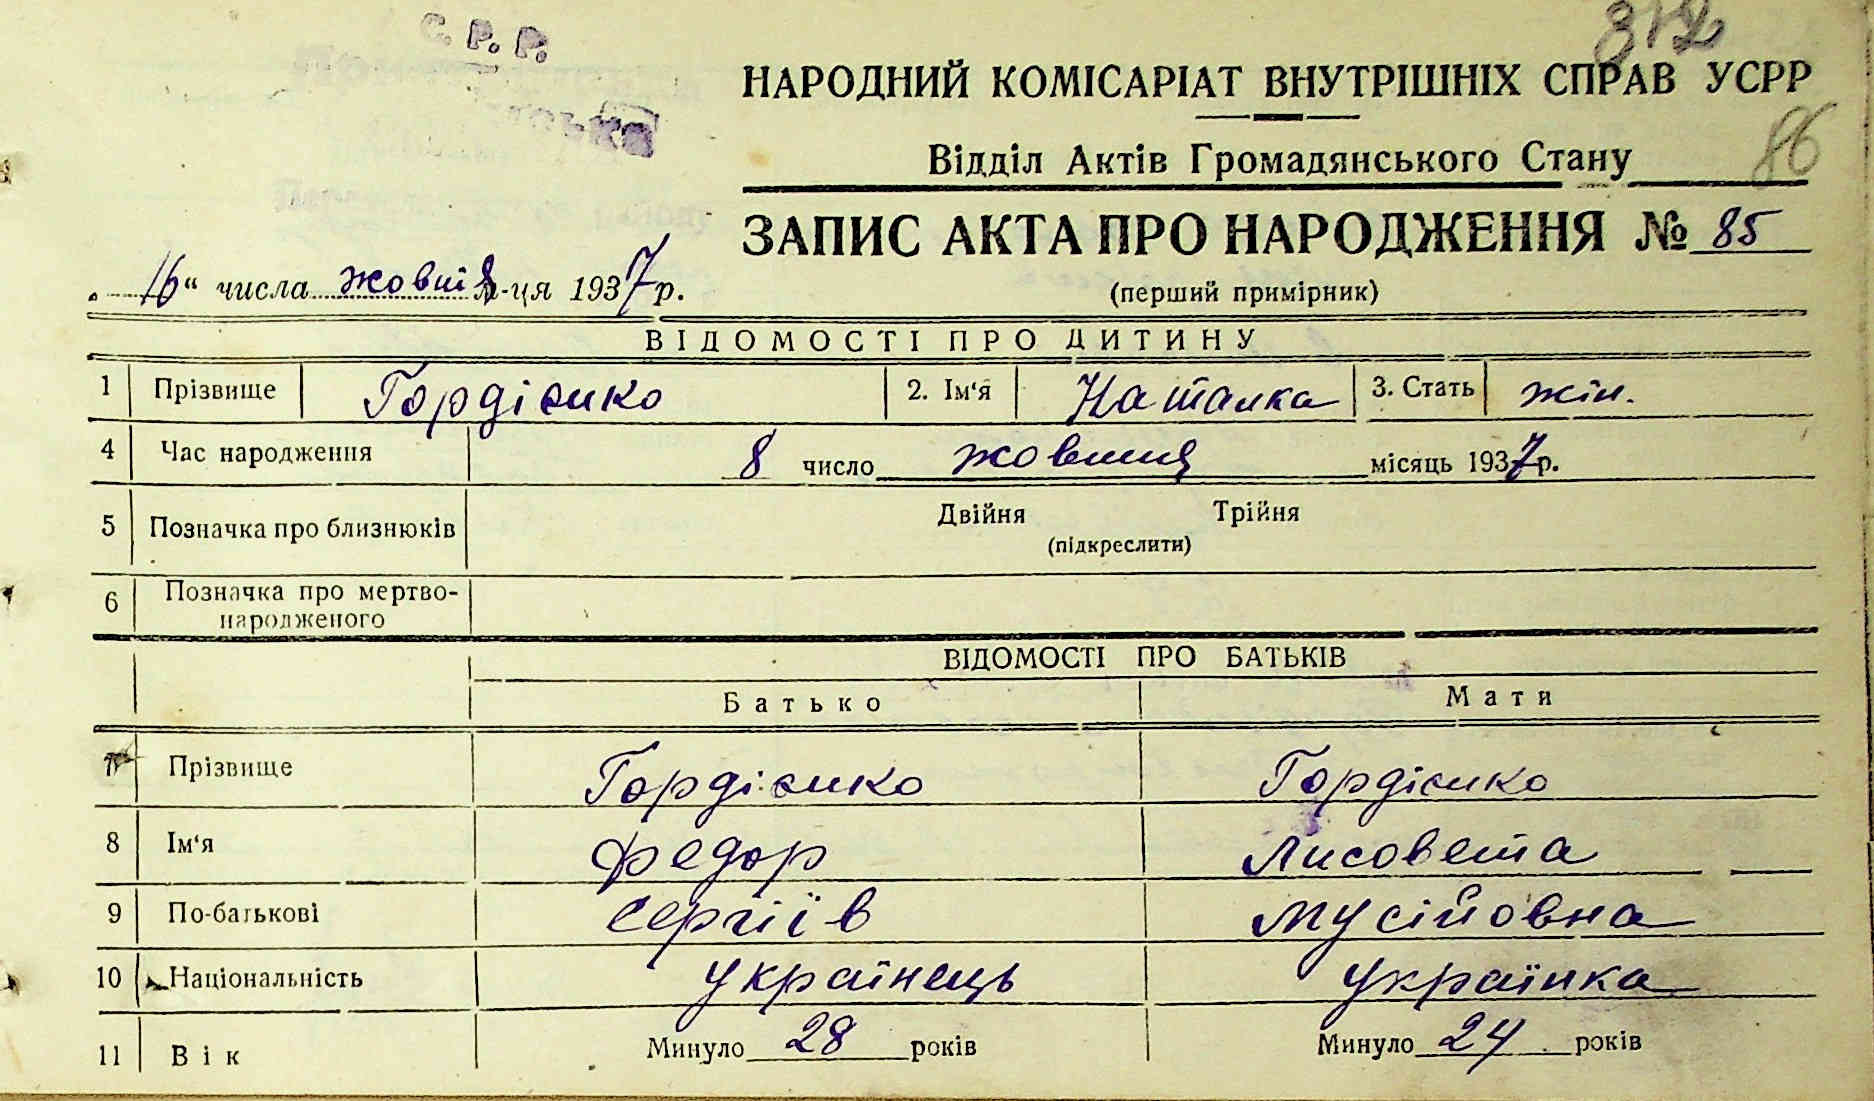 С. Р. Р.
312
НАРОДНИЙ КОМІСАРІАТ ВНУТРІШНІХ СПРАВ УСРР
Відділ Актів Громадянського Стану 86
ЗАПИС АКТА ПРО НАРОДЖЕННЯ № 85
„16“ числа жовтня м-ця 1937 р.
(перший примірник)
ВІДОМОСТІ ПРО ДИТИНУ
1 Прізвище Гордієнко 2. Ім‘я Наталка 3. Стать жін.
4 Час народження 8 число жовтня місяць 1937 р.
5 Позначка про близнюків Двійня Трійня
(підкреслити)
6 Позначка про мертво-
народженого
ВІДОМОСТІ ПРО БАТЬКІВ
Батько Мати
7 Прізвище Гордієнко Гордієнко
8 Ім‘я Федор Лисовета
9 По-батькові Сергіїв Мусійовна
10 Національність українець українка
11 Вік Минуло 28 років Минуло 24 років